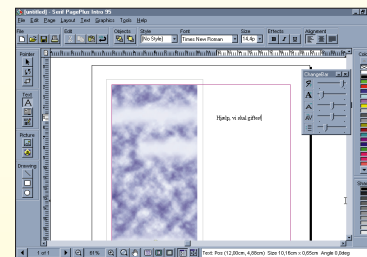 (untitled) - Serif PagePlus Intro 95
File Edit Page Layout Text Graphics Tools Help
File Edit Objects Style Font Size Effects Alignment
[No Style] Times New Roman 14,4p B I U
Pointer
Text
A
Picture
Drawing
ChangeBar
Hjelp, vi skal gifte
1 of 1 61% Text: Pos (12,00cm, 4,88cm) Size 10,16cm x 0,65cm Angle 0,0deg